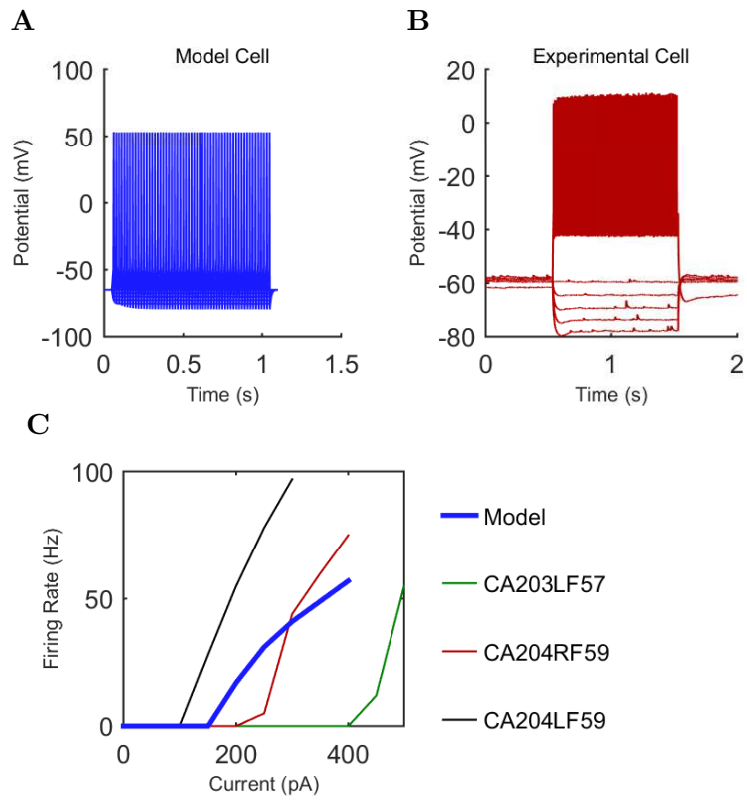 A
Model Cell
100
50
0
-50
-100
Potential (mV)
0
0.5
1
1.5
Time (s)
B
Experimental Cell
20
0
-20
-40
-60
-80
Potential (mV)
0
1
2
Time (s)
C
100
50
0
Firing Rate (Hz)
0
200
400
Current (pA)
Model
CA203LF57
CA204RF59
CA204LF59